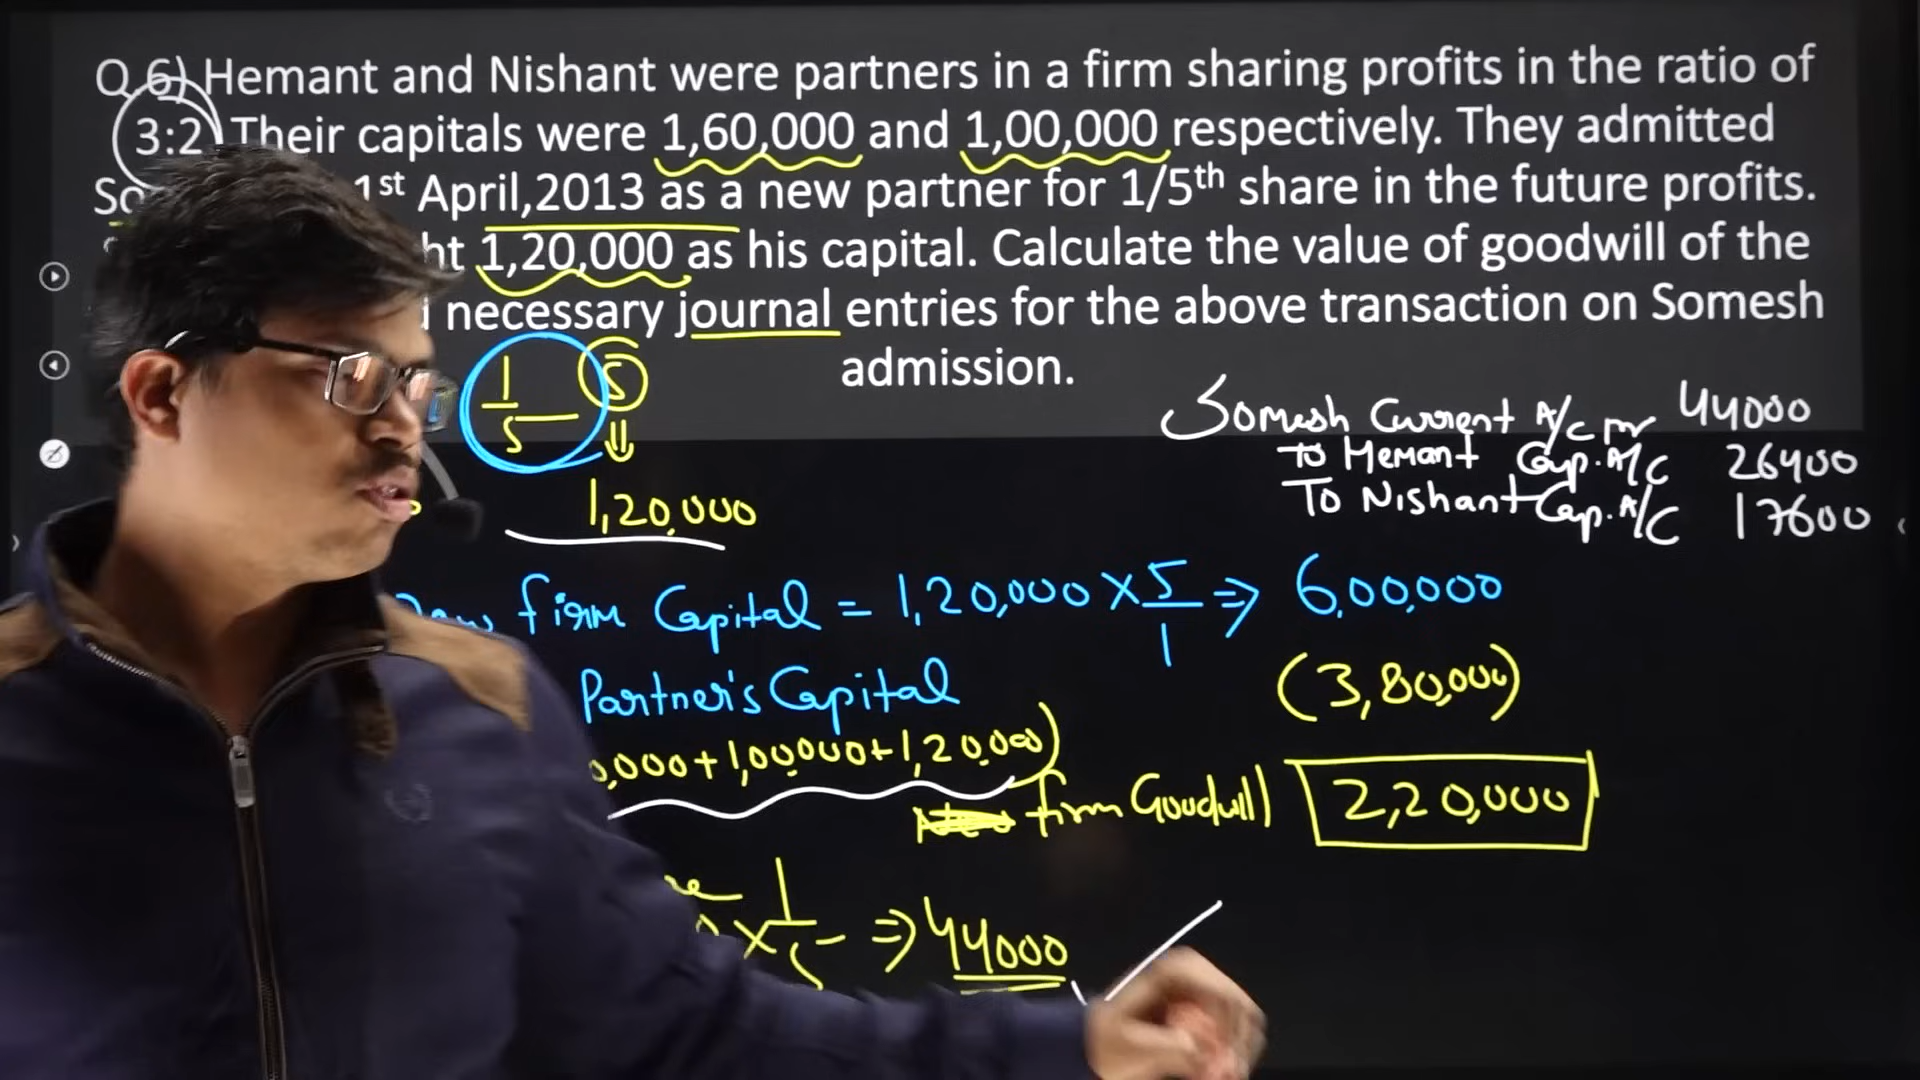 Q.6) Hemant and Nishant were partners in a firm sharing profits in the ratio of
3:2 Their capitals were 1,60,000 and 1,00,000 respectively. They admitted
So 1st April,2013 as a new partner for 1/5th share in the future profits.
ht 1,20,000 as his capital. Calculate the value of goodwill of the
necessary journal entries for the above transaction on Somesh
admission.
1/5 5
1,20,000
Somesh Current A/c Dr 44000
To Hemant Cap. A/C 26400
To Nishant Cap. A/C 17600
firm Capital = 1,20,000 × 5/1 ⇒ 6,00,000
Partner's Capital (3,80,000)
0,000+1,00,000+1,20,000)
firm Goodwill 2,20,000
× 1/5 ⇒ 44000